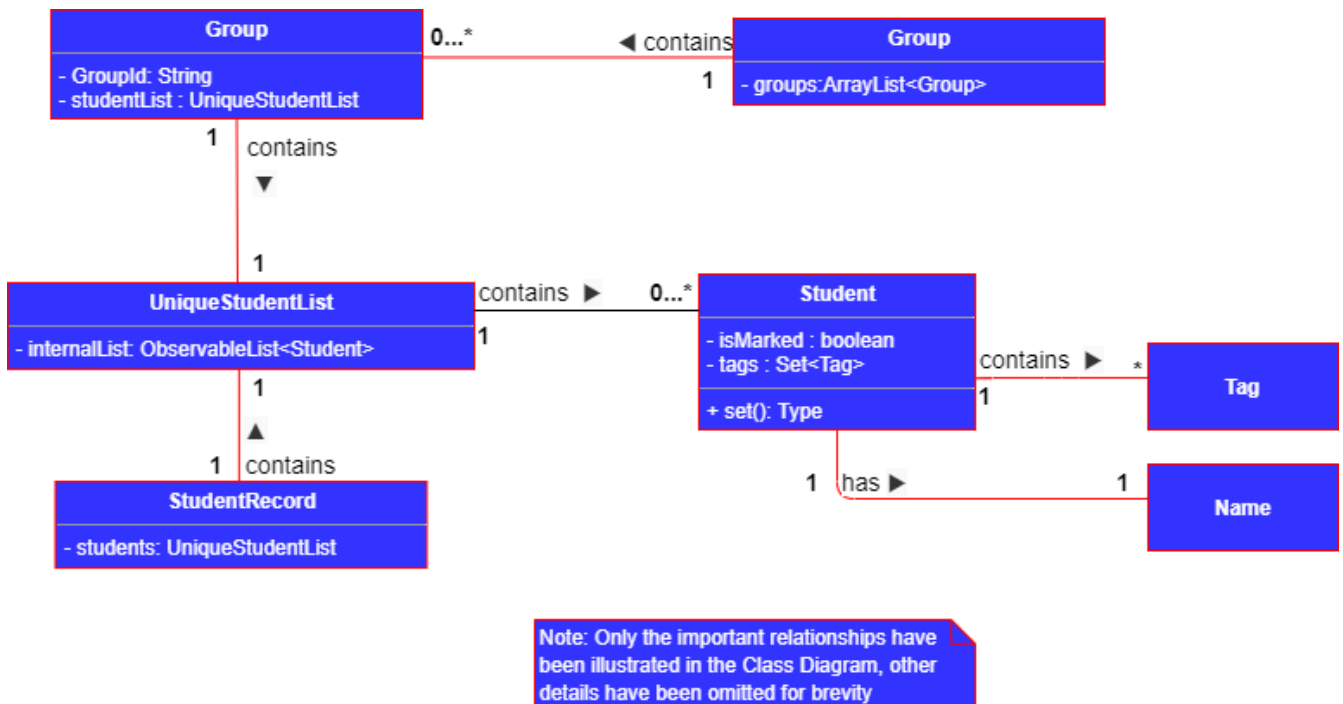 Group
- GroupId: String
- studentList : UniqueStudentList
0...*
◀ contains
1
Group
- groups:ArrayList<Group>
1
contains
▼
1
UniqueStudentList
- internalList: ObservableList<Student>
contains ▶
0...*
1
Student
- isMarked : boolean
- tags : Set<Tag>
+ set(): Type
contains ▶
*
1
Tag
1
▲
1
contains
StudentRecord
- students: UniqueStudentList
1
has ▶
1
Name
Note: Only the important relationships have
been illustrated in the Class Diagram, other
details have been omitted for brevity